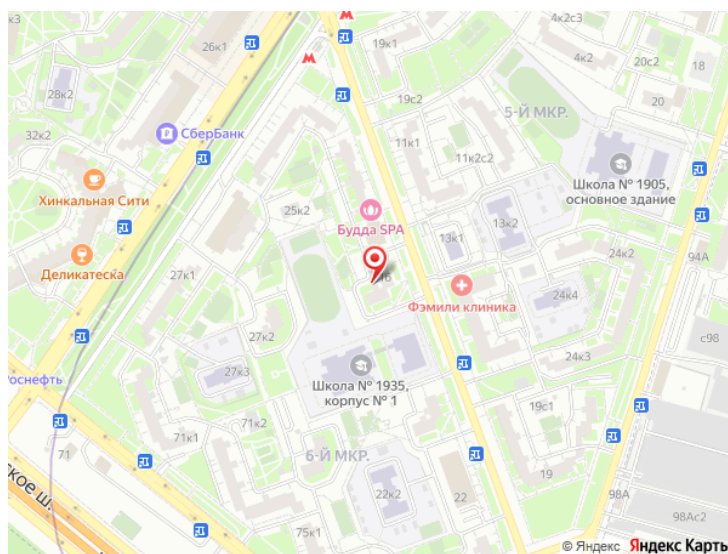 к3
26к1
М
М
19к1
4к2с3
4к2
20с2
18
28к2
19с2
20
5-Й МКР.
32к2
СберБанк
11к1
11к2с2
Школа № 1905,
основное здание
Хинкальная Сити
25к2
Будда SPA
13к2
13к1
24к2
94А
Деликатеска
27к1
16
Фэмили клиника
24к4
с98
27к2
24к3
Роснефть
27к3
Школа № 1935,
корпус № 1
19с1
71к1
71
6-Й МКР.
19
98А
22к2
22
98Ас2
кое ш.
75к1
© Яндекс Яндекс Карты